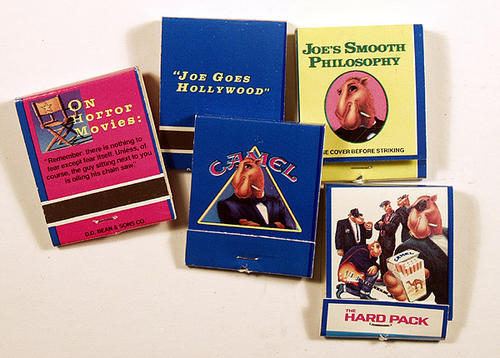 On
Horror
Movies:
"Remember: there is nothing to
fear except fear itself. Unless, of
course, the guy sitting next to you
is oiling his chain saw."
D.D. BEAN & SONS CO.
"JOE GOES
HOLLYWOOD"
JOE'S SMOOTH
PHILOSOPHY
COVER BEFORE STRIKING
CAMEL
CAMEL
THE
HARD PACK